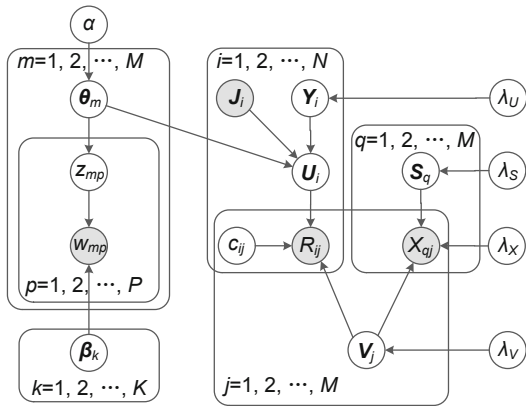 α
m=1, 2, ···, M
i=1, 2, ···, N
θm
Ji
Yi
λU
q=1, 2, ···, M
zmp
Ui
Sq
λS
wmp
cij
Rij
Xqj
λX
p=1, 2, ···, P
βk
Vj
λV
k=1, 2, ···, K
j=1, 2, ···, M